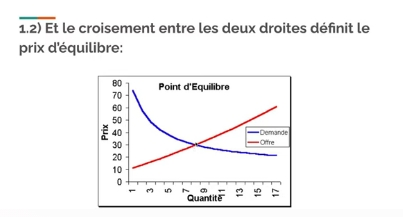 1.2) Et le croisement entre les deux droites définit le
prix d'équilibre:
Point d'Equilibre
80
70
60
50
40
30
20
10
0
Prix
Demande
Offre
1 3 5 7 9 11 13 15 17
Quantité